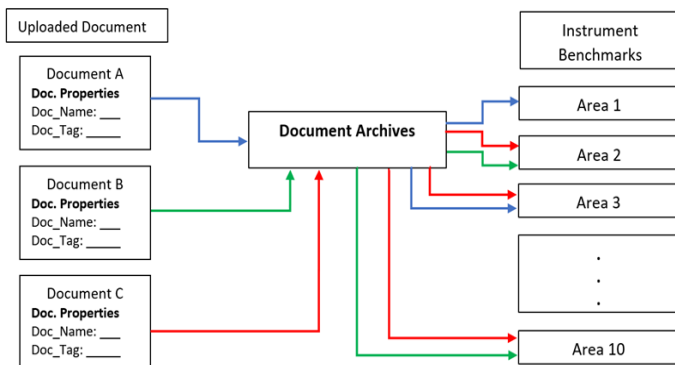 Uploaded Document
Document A
Doc. Properties
Doc_Name: ___
Doc_Tag: _____
Document B
Doc. Properties
Doc_Name: ___
Doc_Tag: _____
Document C
Doc. Properties
Doc_Name: ___
Doc_Tag: _____
Document Archives
Instrument
Benchmarks
Area 1
Area 2
Area 3
.
.
.
Area 10